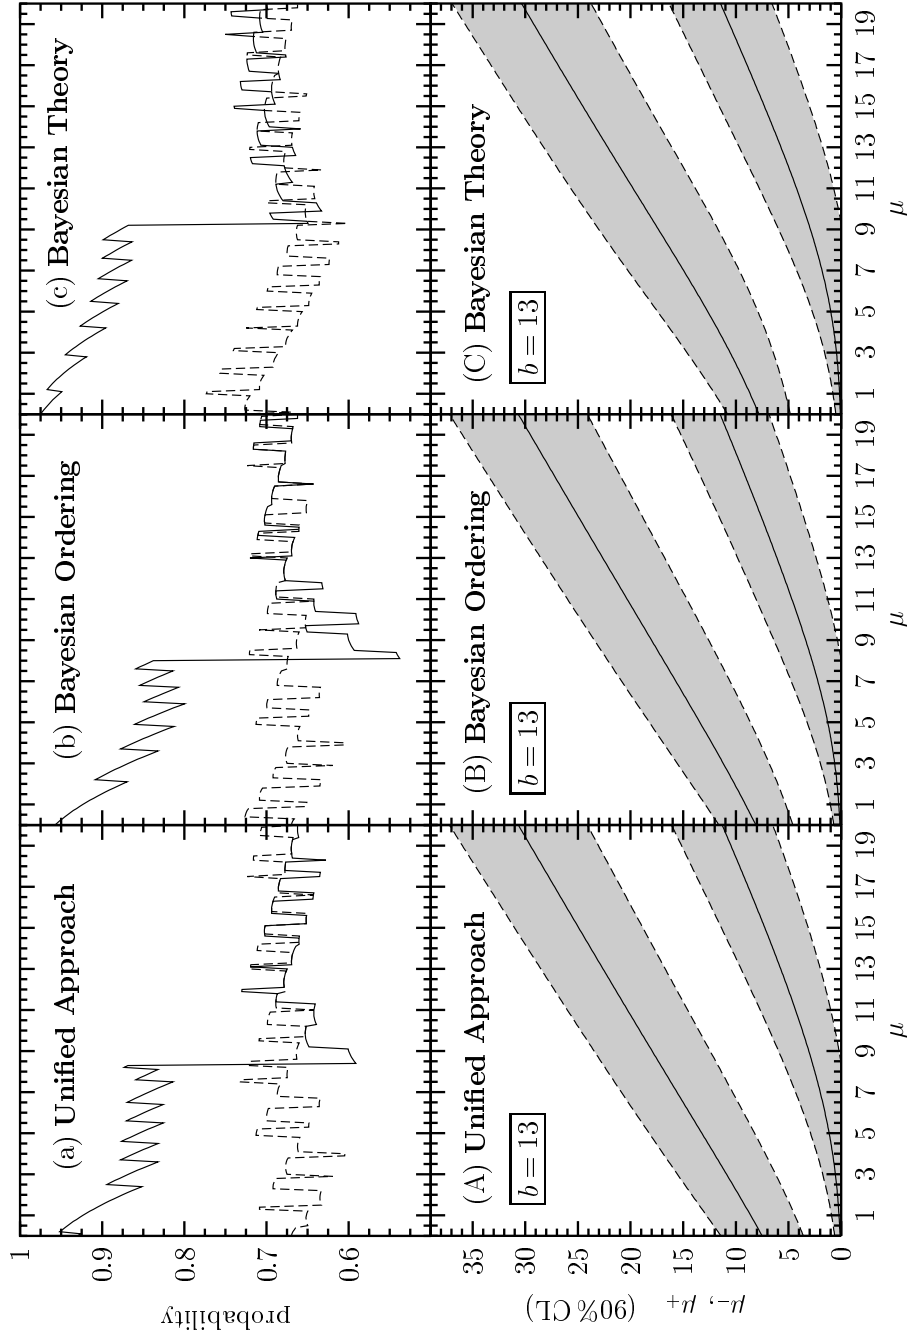 (a) Unified Approach
(b) Bayesian Ordering
(c) Bayesian Theory
probability
1
0.9
0.8
0.7
0.6
(A) Unified Approach
b = 13
(B) Bayesian Ordering
b = 13
(C) Bayesian Theory
b = 13
μ−, μ+ (90% CL)
35
30
25
20
15
10
5
0
1 3 5 7 9 11 13 15 17 19
μ
1 3 5 7 9 11 13 15 17 19
μ
1 3 5 7 9 11 13 15 17 19
μ